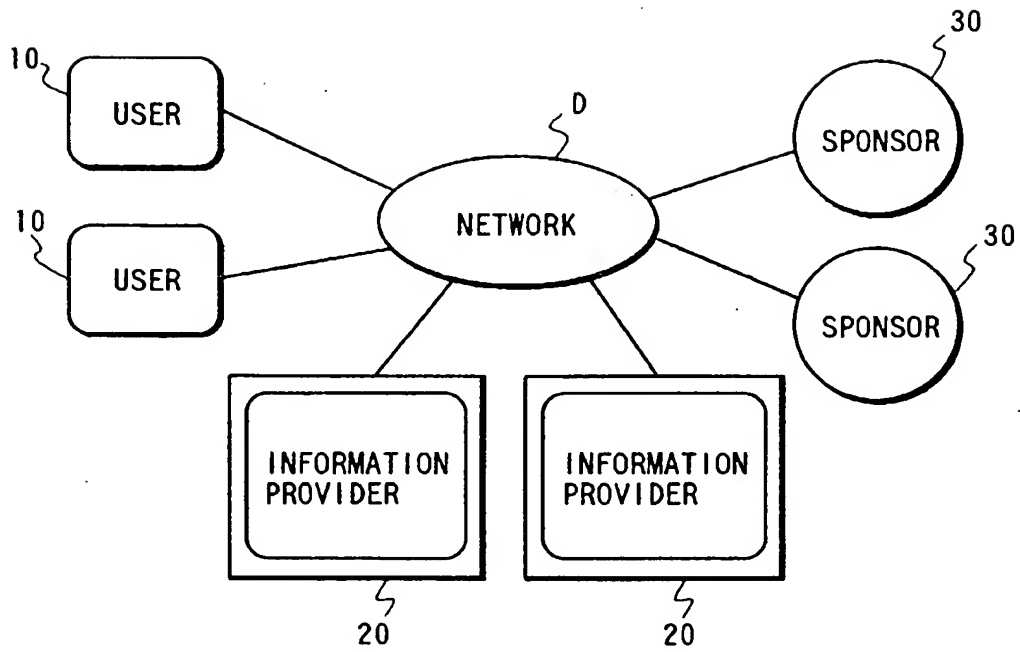 10
USER
10
USER
D
NETWORK
30
SPONSOR
30
SPONSOR
INFORMATION
PROVIDER
20
INFORMATION
PROVIDER
20